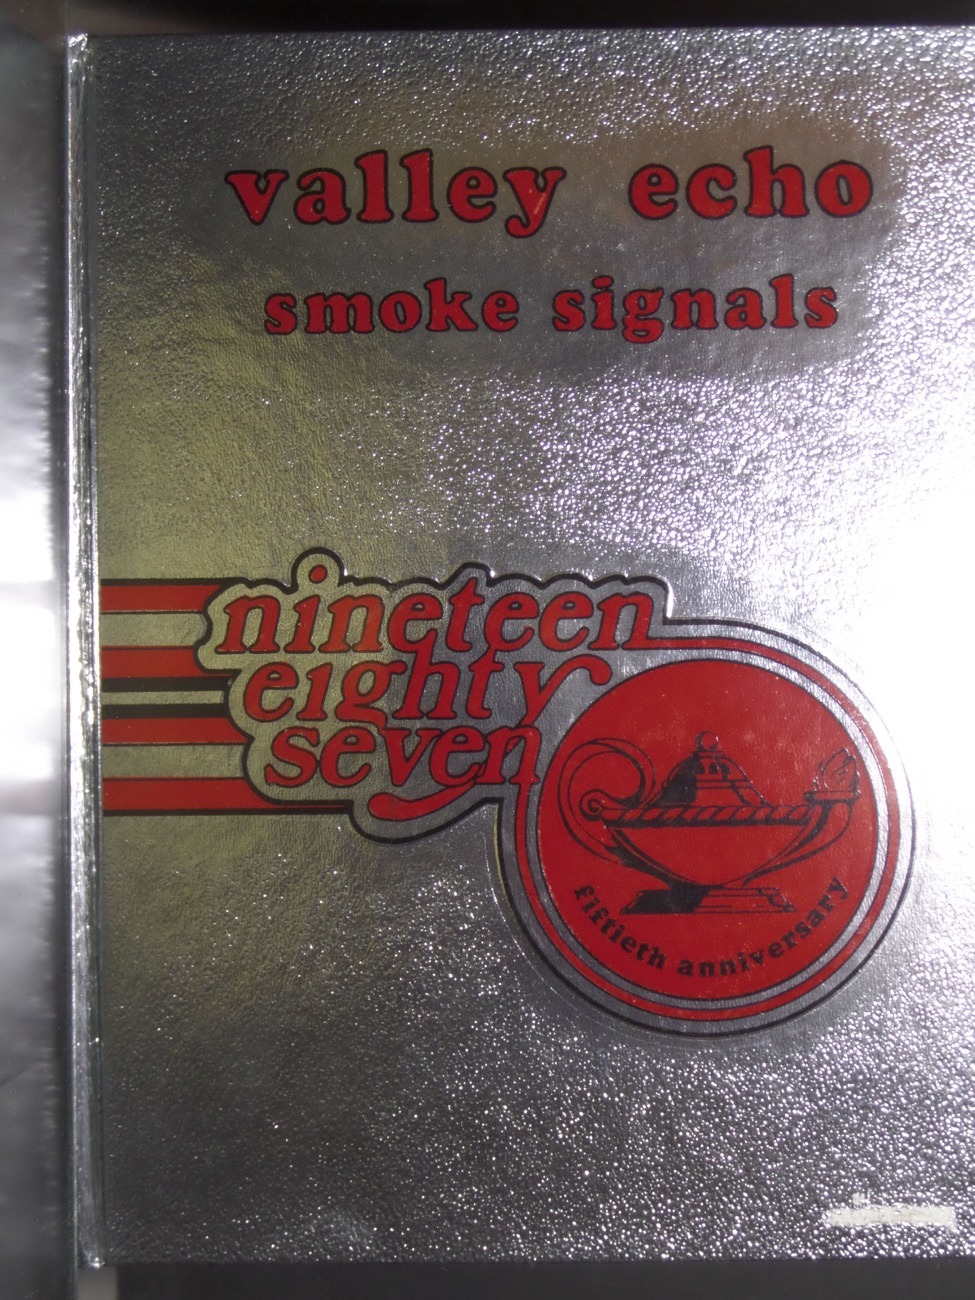 valley echo
smoke signals
nineteen
eighty
seven
fiftieth anniversary